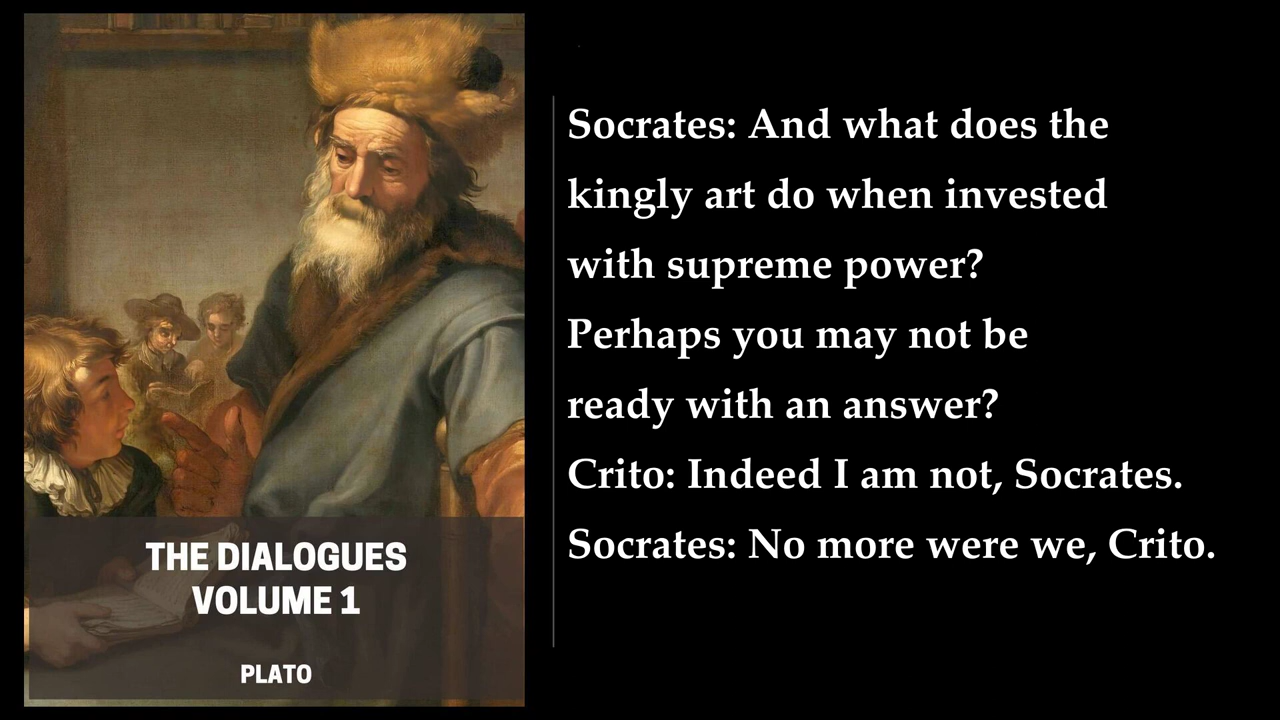 THE DIALOGUES
VOLUME 1
PLATO
Socrates: And what does the
kingly art do when invested
with supreme power?
Perhaps you may not be
ready with an answer?
Crito: Indeed I am not, Socrates.
Socrates: No more were we, Crito.